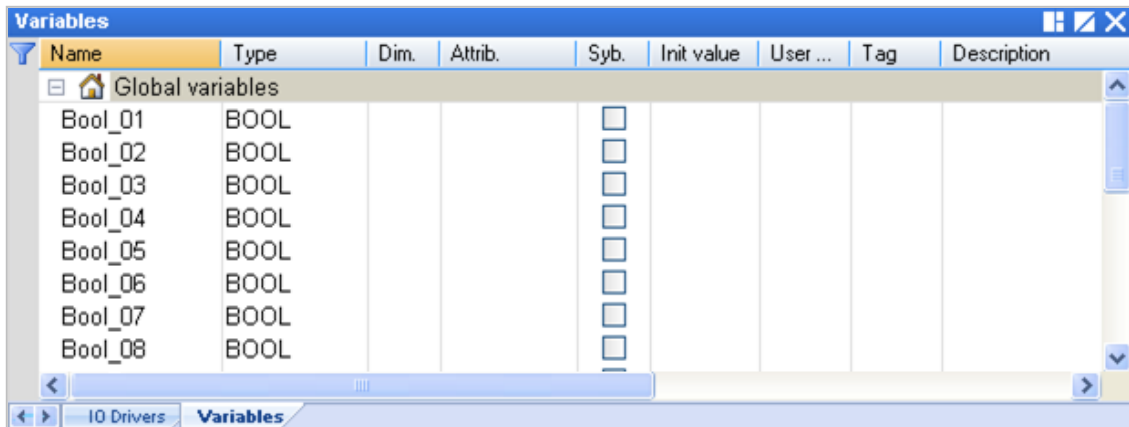 Variables
Name Type Dim. Attrib. Syb. Init value User ... Tag Description
Global variables
Bool_01 BOOL
Bool_02 BOOL
Bool_03 BOOL
Bool_04 BOOL
Bool_05 BOOL
Bool_06 BOOL
Bool_07 BOOL
Bool_08 BOOL
IO Drivers Variables